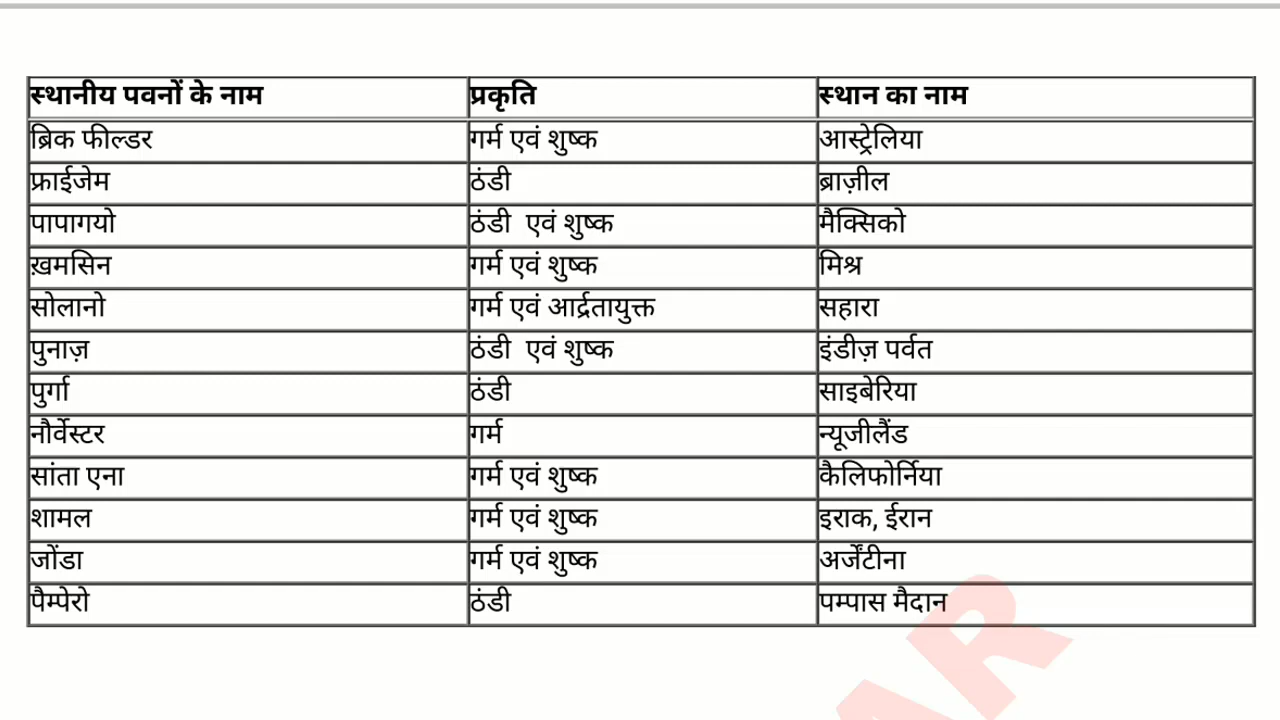 स्थानीय पवनों के नाम प्रकृति स्थान का नाम
ब्रिक फील्डर गर्म एवं शुष्क आस्ट्रेलिया
फ्राईजेम ठंडी ब्राज़ील
पापागयो ठंडी एवं शुष्क मैक्सिको
ख़मसिन गर्म एवं शुष्क मिश्र
सोलानो गर्म एवं आर्द्रतायुक्त सहारा
पुनाज़ ठंडी एवं शुष्क इंडीज़ पर्वत
पुर्गा ठंडी साइबेरिया
नौर्वेस्टर गर्म न्यूजीलैंड
सांता एना गर्म एवं शुष्क कैलिफोर्निया
शामल गर्म एवं शुष्क इराक, ईरान
जोंडा गर्म एवं शुष्क अर्जेंटीना
पैम्पेरो ठंडी पम्पास मैदान